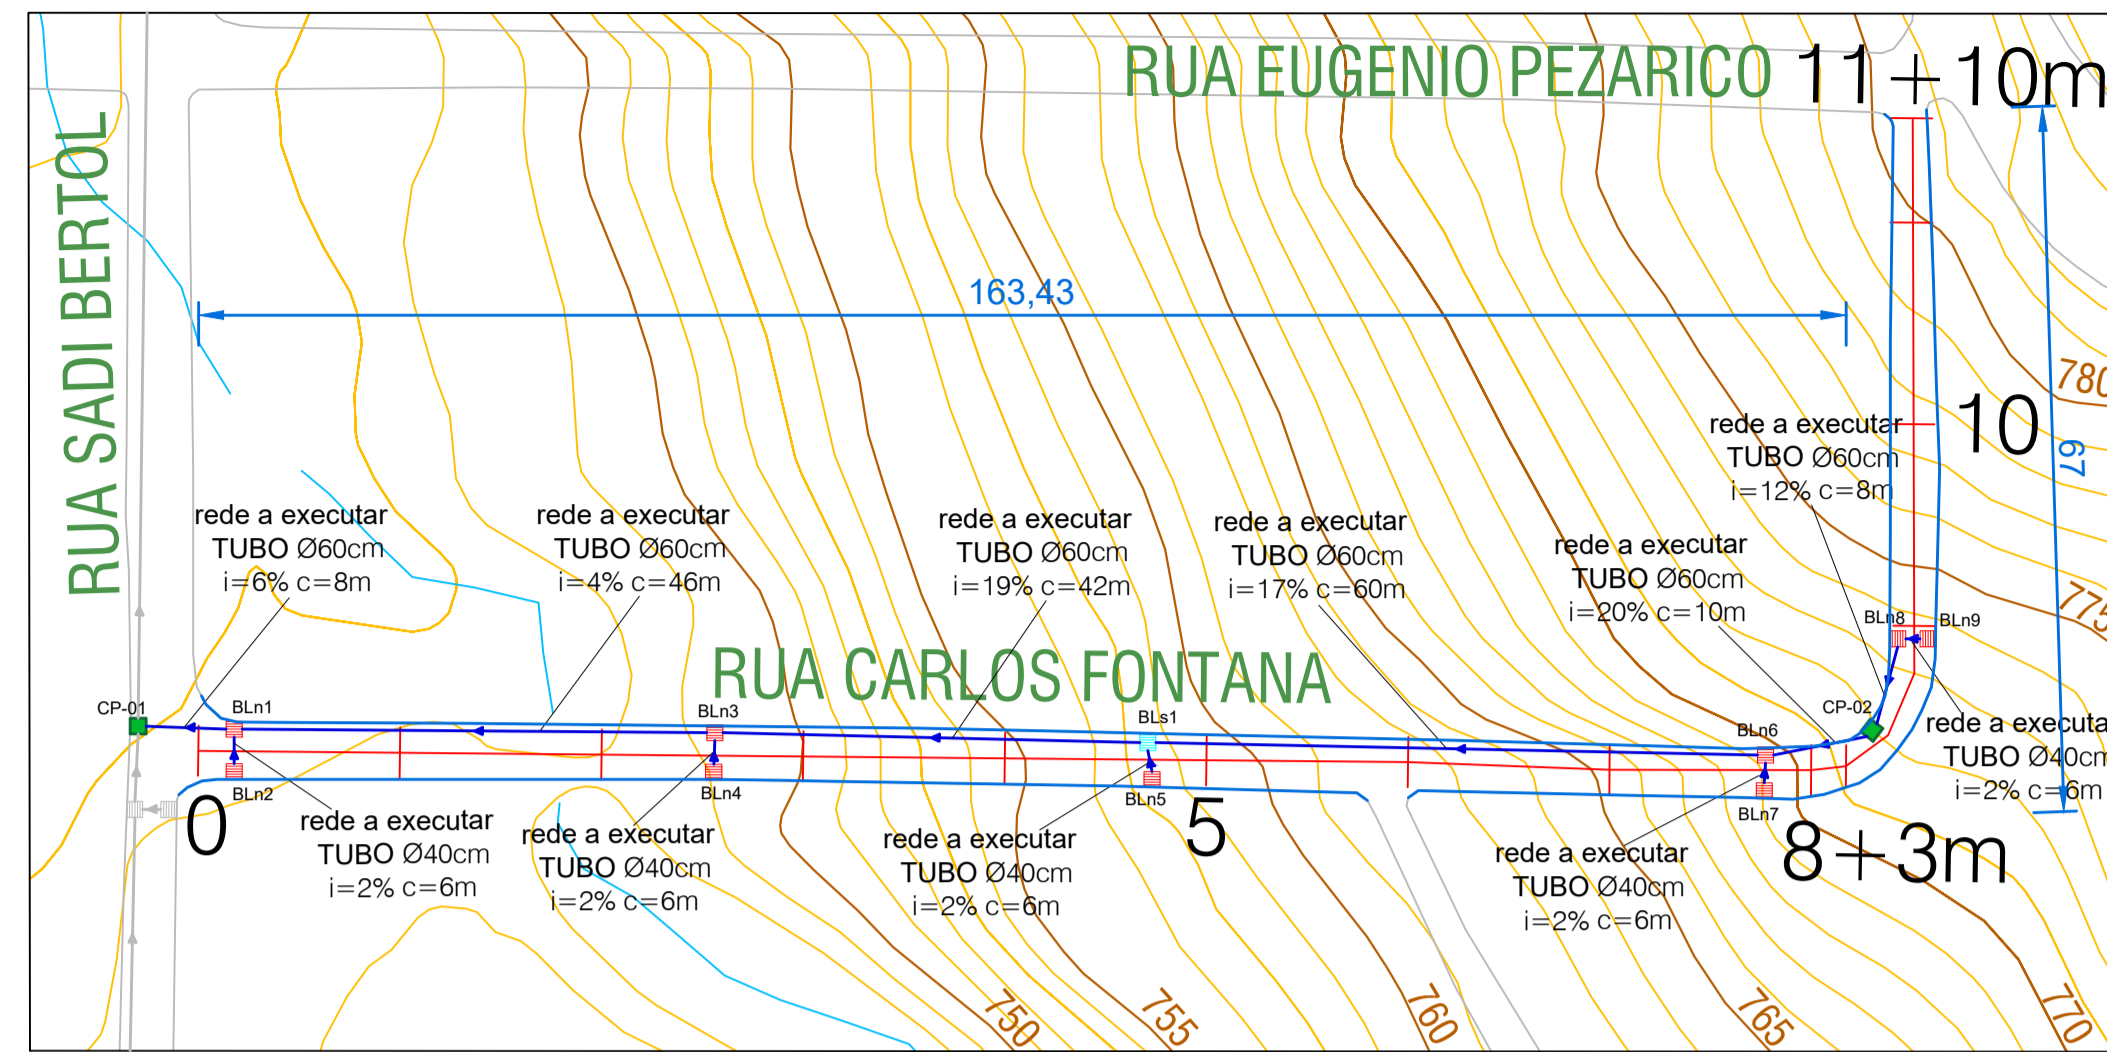 RUA EUGENIO PEZARICO
11+10m
RUA SADI BERTOL
163,43
780
10
67
rede a executar
TUBO Ø60cm
i=12% c=8m
rede a executar
TUBO Ø60cm
i=6% c=8m
rede a executar
TUBO Ø60cm
i=4% c=46m
rede a executar
TUBO Ø60cm
i=19% c=42m
rede a executar
TUBO Ø60cm
i=17% c=60m
rede a executar
TUBO Ø60cm
i=20% c=10m
775
BLn8
BLn9
RUA CARLOS FONTANA
CP-01
BLn1
BLn3
BLs1
BLn6
CP-02
rede a executa
TUBO Ø40cm
i=2% c=6m
BLn2
BLn4
BLn5
BLn7
0
5
8+3m
rede a executar
TUBO Ø40cm
i=2% c=6m
rede a executar
TUBO Ø40cm
i=2% c=6m
rede a executar
TUBO Ø40cm
i=2% c=6m
rede a executar
TUBO Ø40cm
i=2% c=6m
750
755
760
765
770